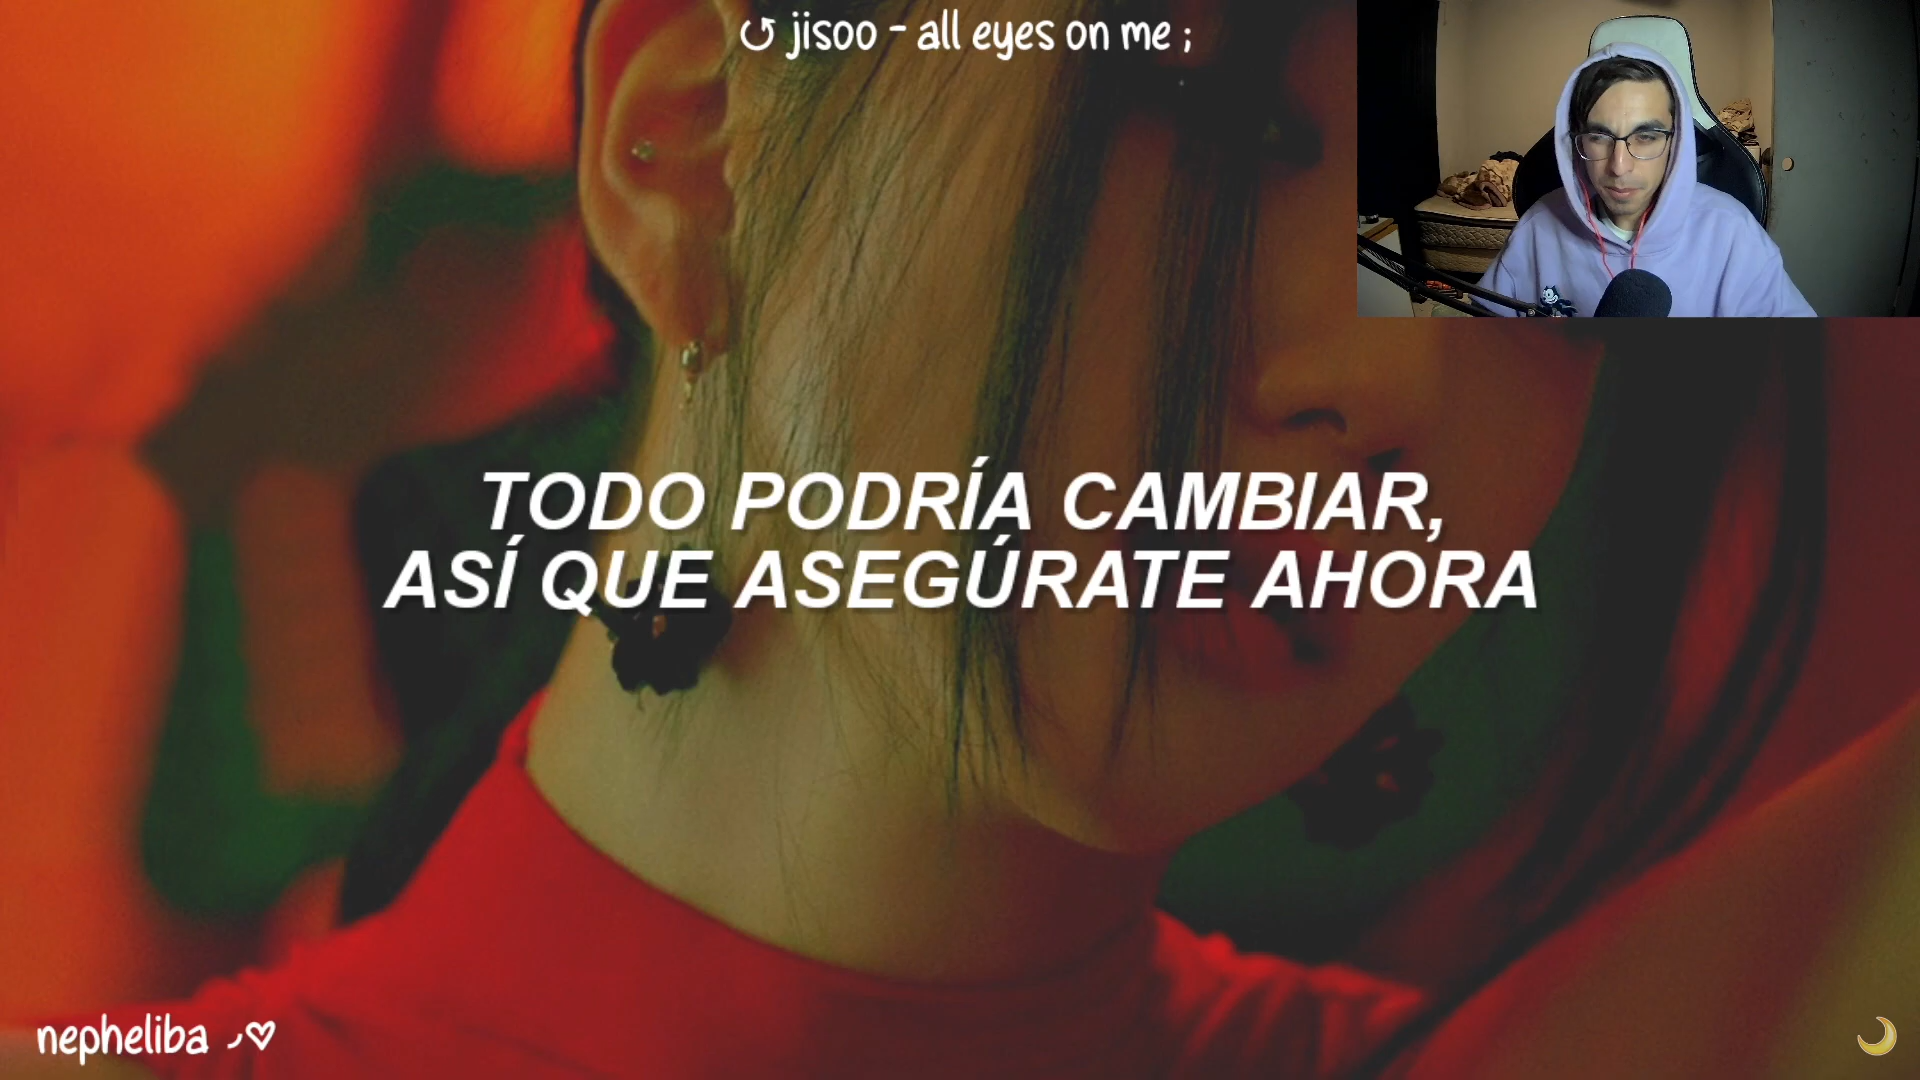 ↺ jisoo - all eyes on me ;
TODO PODRÍA CAMBIAR,
ASÍ QUE ASEGÚRATE AHORA
nepheliba ر♡